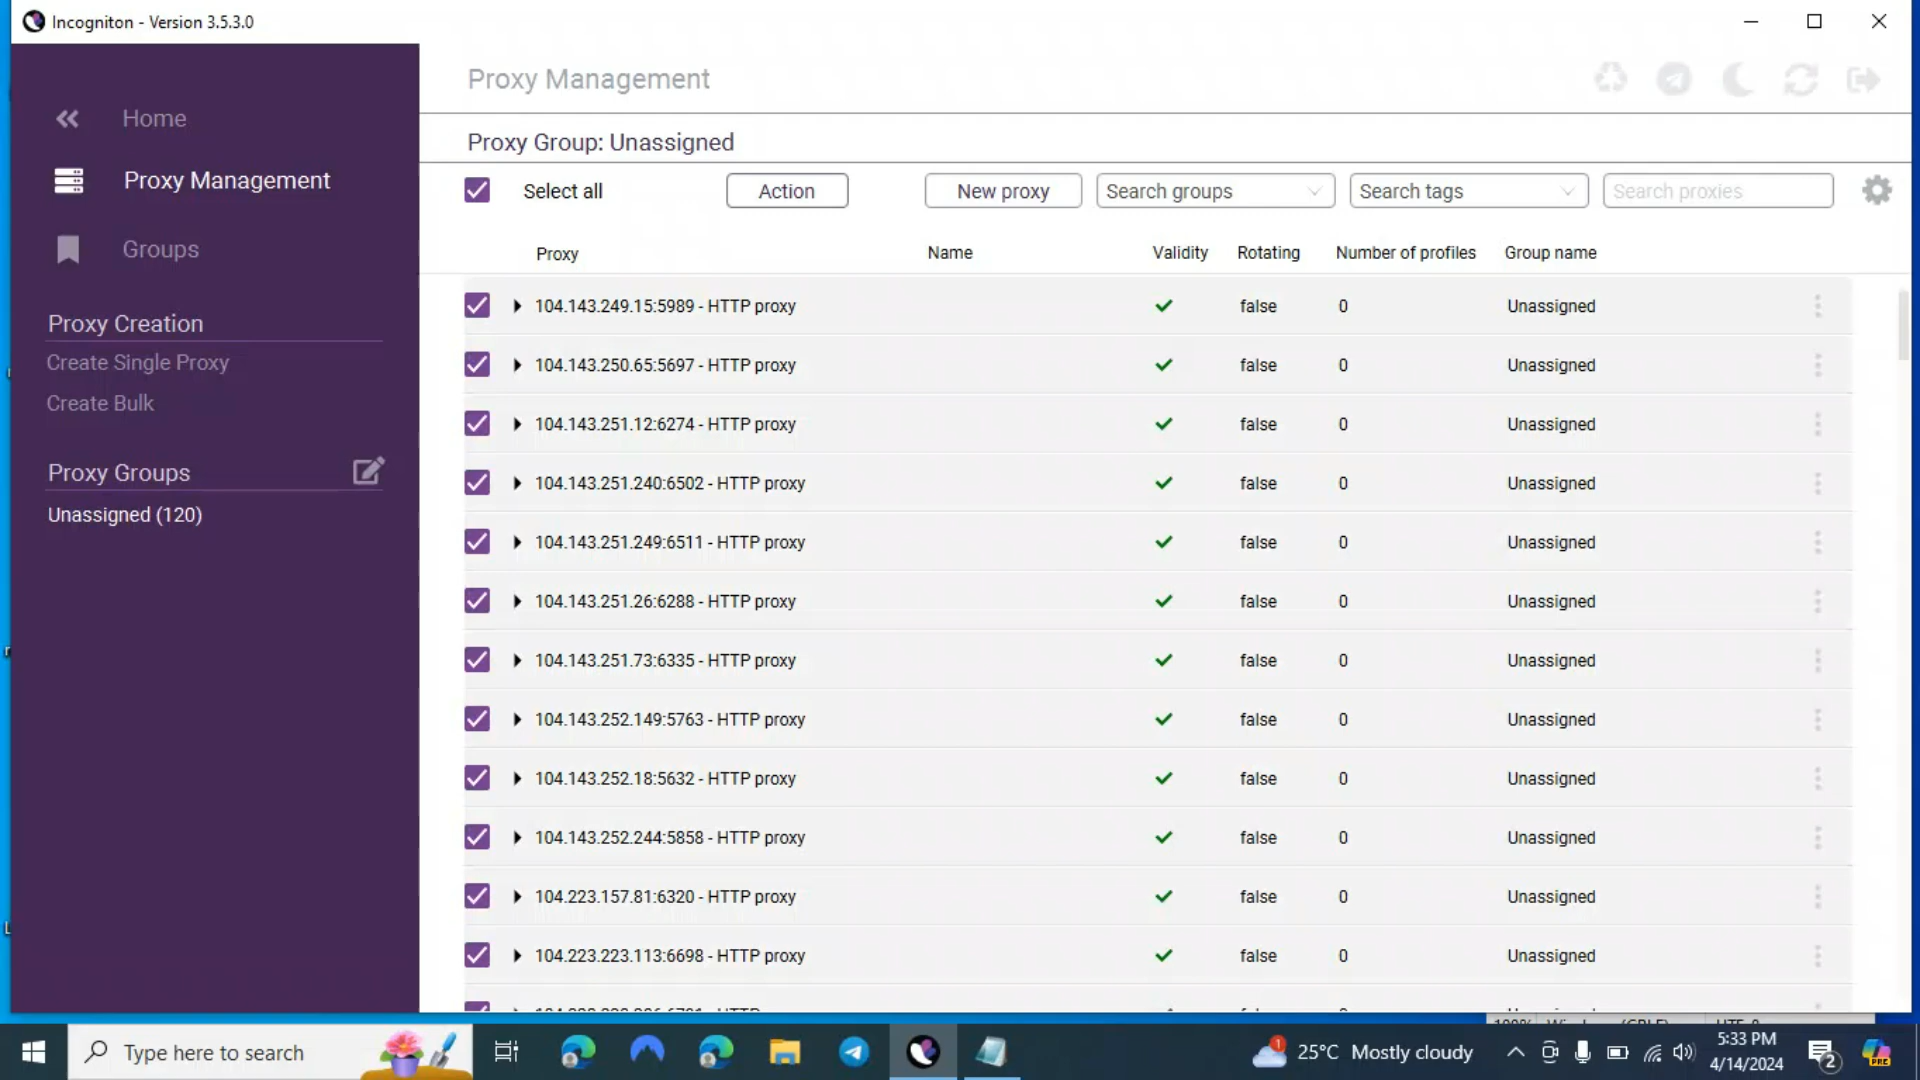 Incogniton - Version 3.5.3.0
Home
Proxy Management
Groups
Proxy Creation
Create Single Proxy
Create Bulk
Proxy Groups
Unassigned (120)
Proxy Management
Proxy Group: Unassigned
Select all Action New proxy Search groups Search tags Search proxies
Proxy Name Validity Rotating Number of profiles Group name
104.143.249.15:5989 - HTTP proxy false 0 Unassigned
104.143.250.65:5697 - HTTP proxy false 0 Unassigned
104.143.251.12:6274 - HTTP proxy false 0 Unassigned
104.143.251.240:6502 - HTTP proxy false 0 Unassigned
104.143.251.249:6511 - HTTP proxy false 0 Unassigned
104.143.251.26:6288 - HTTP proxy false 0 Unassigned
104.143.251.73:6335 - HTTP proxy false 0 Unassigned
104.143.252.149:5763 - HTTP proxy false 0 Unassigned
104.143.252.18:5632 - HTTP proxy false 0 Unassigned
104.143.252.244:5858 - HTTP proxy false 0 Unassigned
104.223.157.81:6320 - HTTP proxy false 0 Unassigned
104.223.223.113:6698 - HTTP proxy false 0 Unassigned
Type here to search
1
25°C Mostly cloudy
5:33 PM
4/14/2024
2
PRE